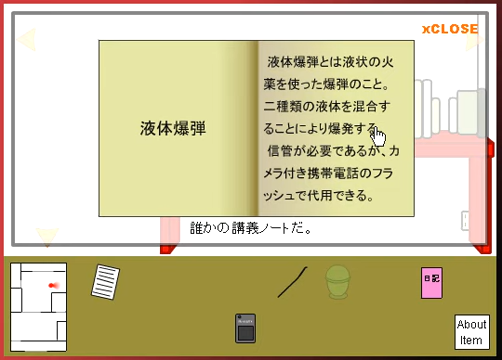 xCLOSE
液体爆弾
液体爆弾とは液状の火
薬を使った爆弾のこと。
二種類の液体を混合す
ることにより爆発する。
信管が必要であるが、カ
メラ付き携帯電話のフラ
ッシュで代用できる。
誰かの講義ノートだ。
日記
About
Item